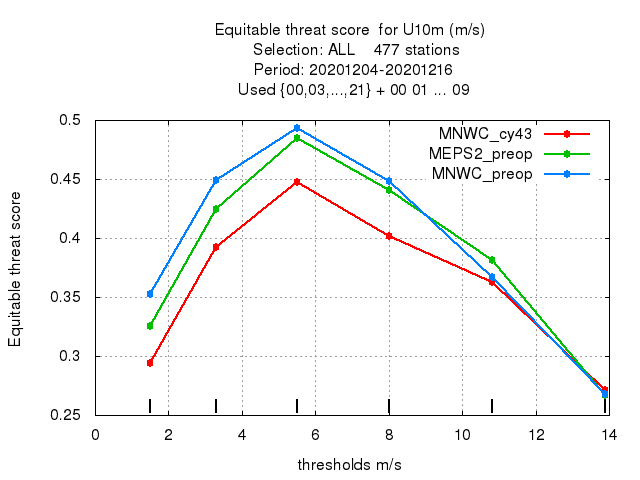 Equitable threat score  for U10m (m/s)
Selection: ALL    477 stations
Period: 20201204-20201216
Used {00,03,...,21} + 00 01 ... 09
0.5
0.45
0.4
0.35
0.3
0.25
Equitable threat score
MNWC_cy43
MEPS2_preop
MNWC_preop
0 2 4 6 8 10 12 14
thresholds m/s